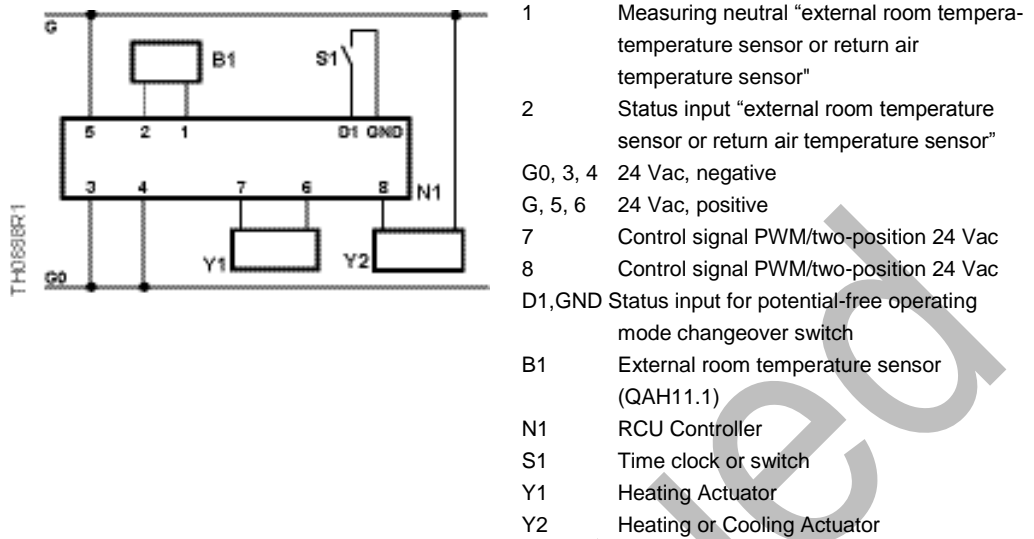 G
B1
S1
5 2 1 D1 GND
3 4 7 6 8 N1
Y1 Y2
G0
TH0888R1
1 Measuring neutral “external room tempera-
temperature sensor or return air
temperature sensor"
2 Status input “external room temperature
sensor or return air temperature sensor”
G0, 3, 4 24 Vac, negative
G, 5, 6 24 Vac, positive
7 Control signal PWM/two-position 24 Vac
8 Control signal PWM/two-position 24 Vac
D1,GND Status input for potential-free operating
mode changeover switch
B1 External room temperature sensor
(QAH11.1)
N1 RCU Controller
S1 Time clock or switch
Y1 Heating Actuator
Y2 Heating or Cooling Actuator